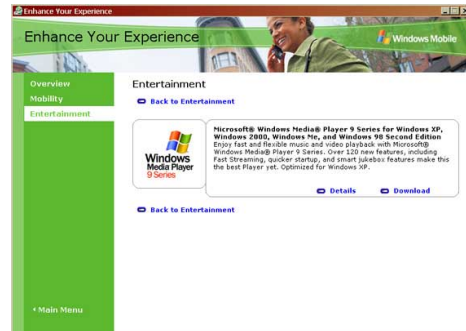 Enhance Your Experience
Enhance Your Experience
Windows Mobile
Overview
Mobility
Entertainment
Entertainment
Back to Entertainment
Windows
Media Player
9 Series
Microsoft® Windows Media® Player 9 Series for Windows XP,
Windows 2000, Windows Me, and Windows 98 Second Edition
Enjoy fast and flexible music and video playback with Microsoft®
Windows Media® Player 9 Series. Over 120 new features, including
Fast Streaming, quicker startup, and smart jukebox features make this
the best Player yet. Optimized for Windows XP.
Details
Download
Back to Entertainment
Main Menu